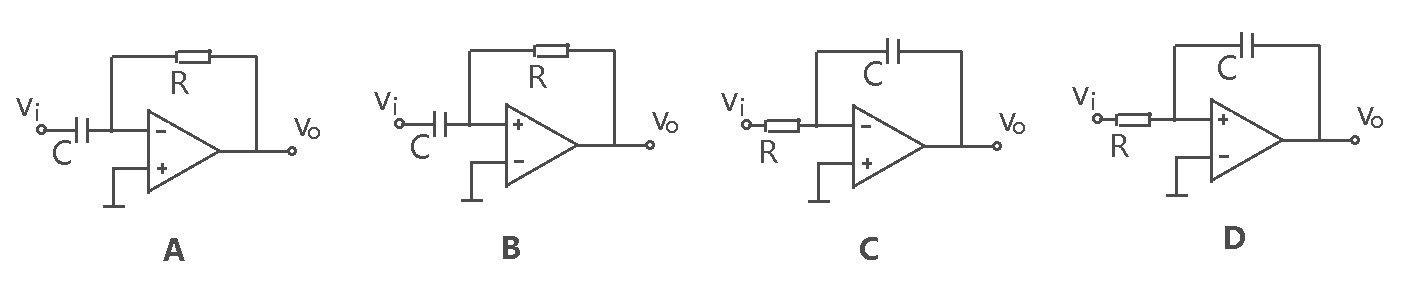 Vi C R - + Vo
Vi C R + - Vo
Vi R C - + Vo
Vi R C + - Vo
A B C D